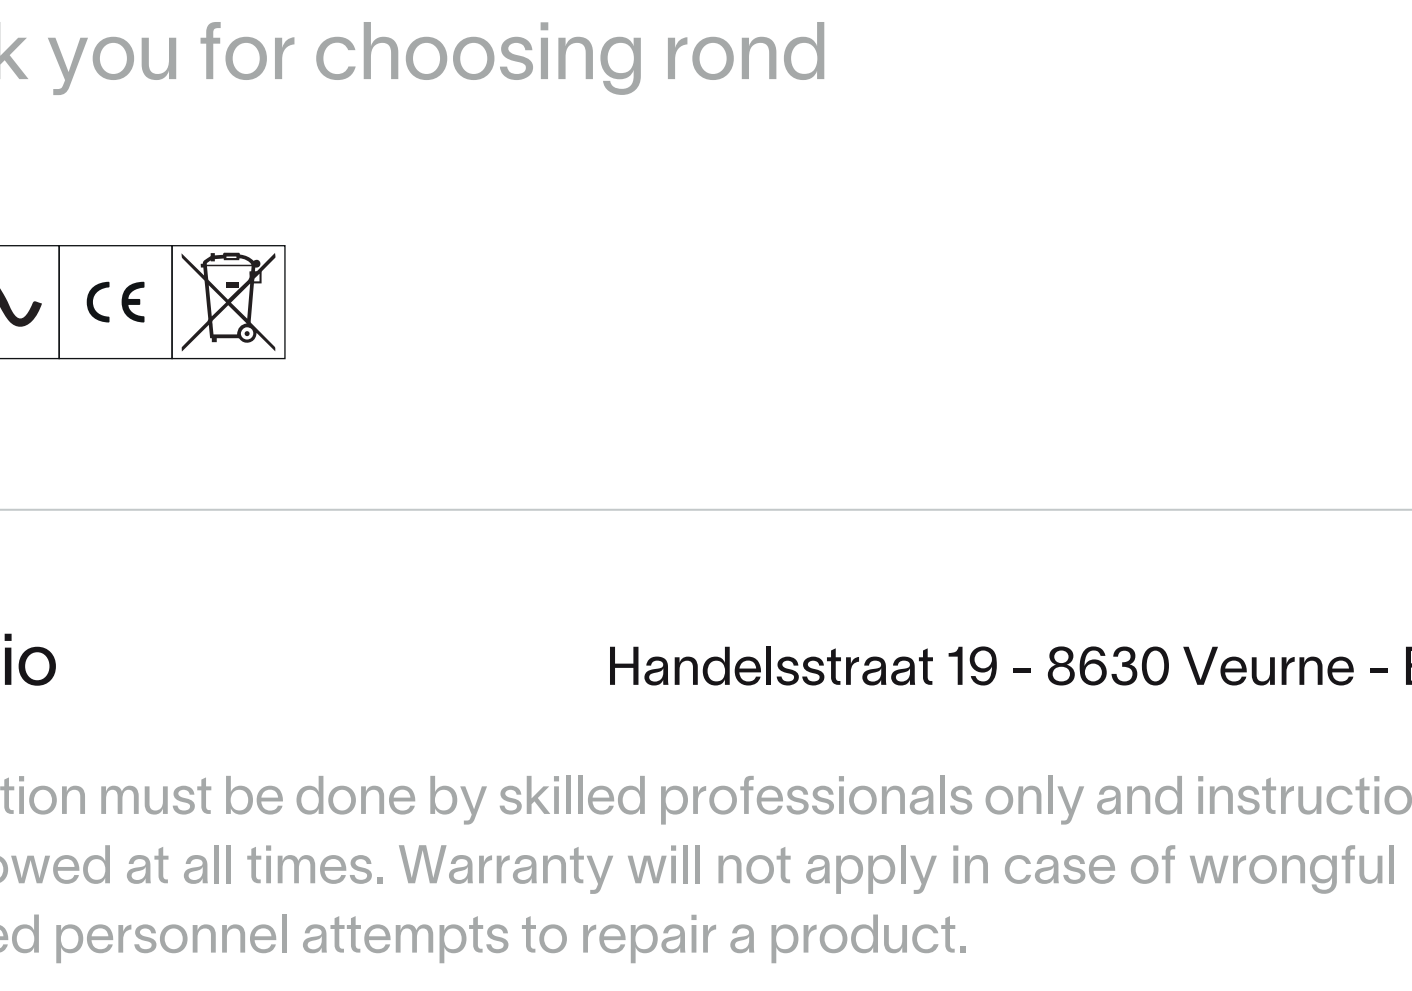 k you for choosing rond
CE
io
Handelsstraat 19 - 8630 Veurne -
tion must be done by skilled professionals only and instructio
owed at all times. Warranty will not apply in case of wrongful
ed personnel attempts to repair a product.